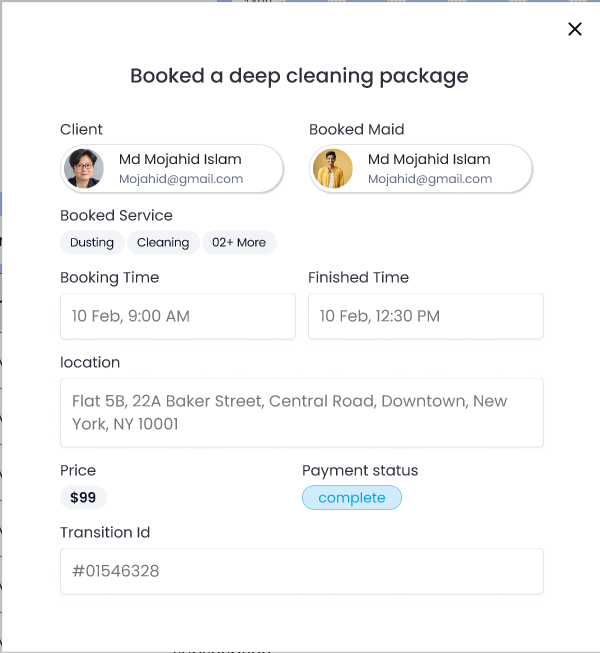 Booked a deep cleaning package
Client
Booked Maid
Md Mojahid Islam
Mojahid@gmail.com
Md Mojahid Islam
Mojahid@gmail.com
Booked Service
Dusting
Cleaning
02+ More
Booking Time
Finished Time
10 Feb, 9:00 AM
10 Feb, 12:30 PM
location
Flat 5B, 22A Baker Street, Central Road, Downtown, New
York, NY 10001
Price
Payment status
$99
complete
Transition Id
#01546328